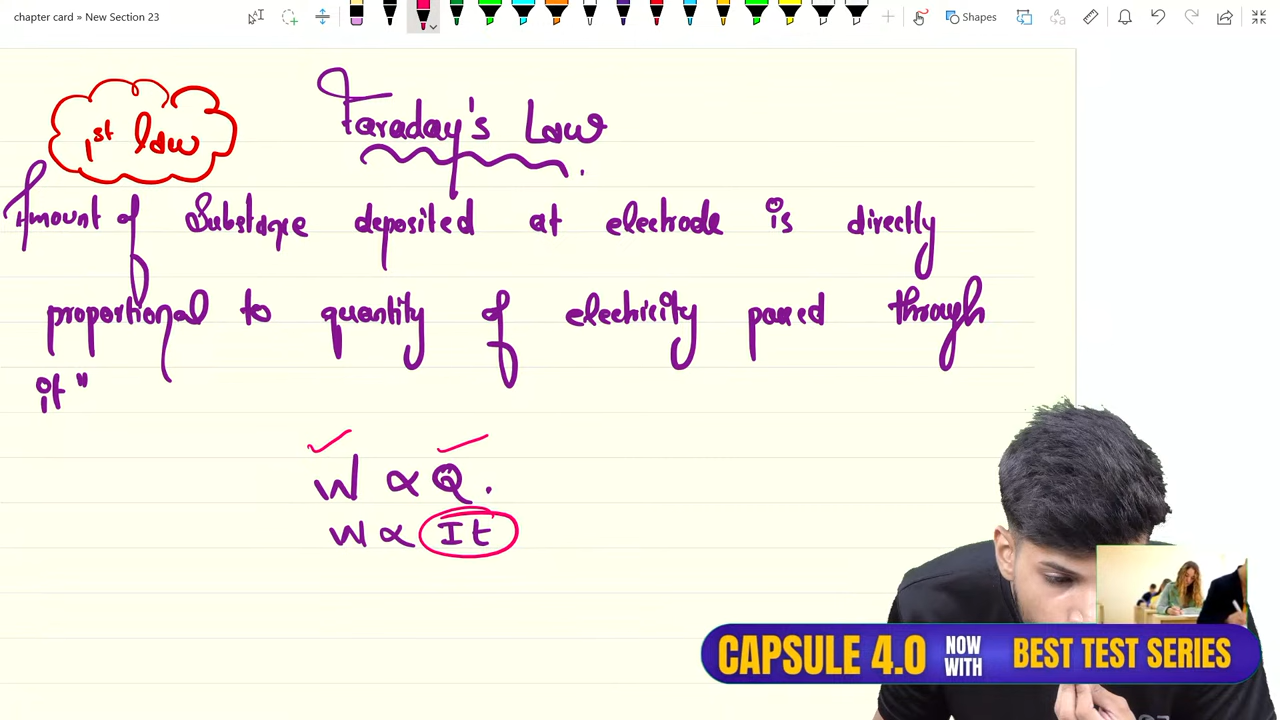 chapter card » New Section 23
Shapes
Faraday's Law
1st law
Amount of Substance deposited at electrode is directly
proportional to quantity of electricity passed through
it"
W ∝ Q.
W ∝ It
CAPSULE 4.0 NOW WITH BEST TEST SERIES